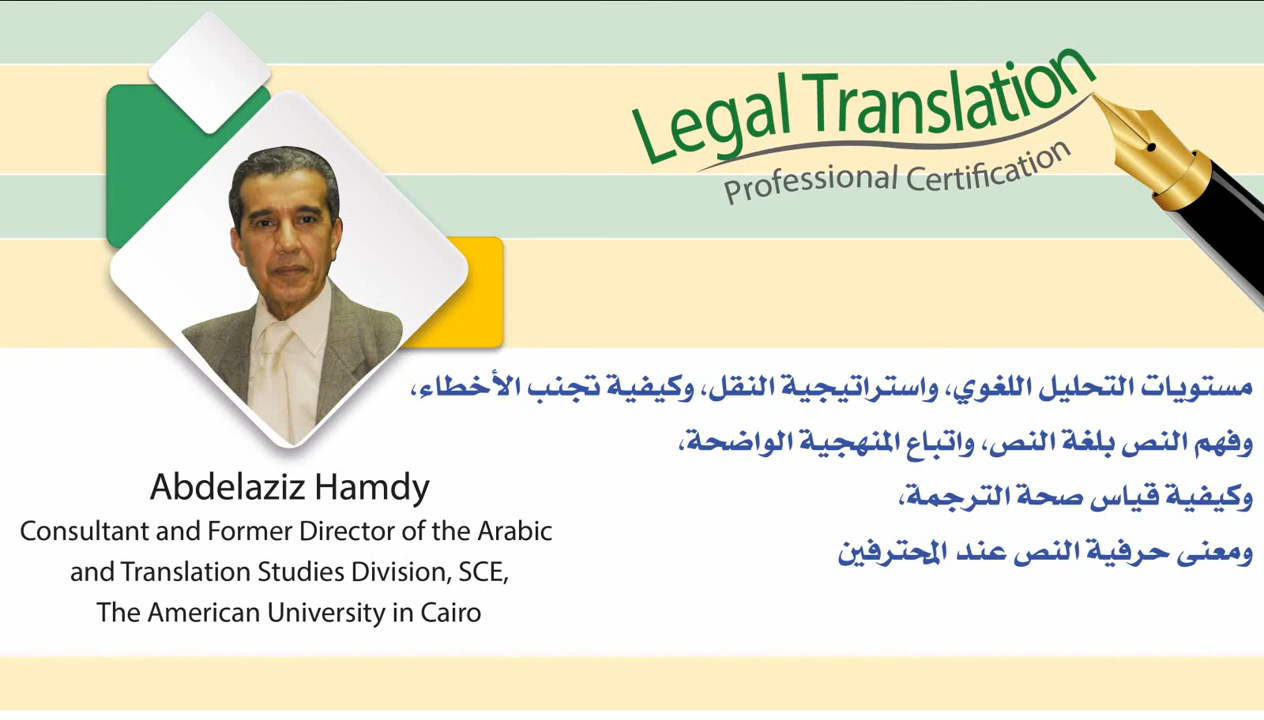 Legal Translation
Professional Certification
مستويات التحليل اللغوي، واستراتيجية النقل، وكيفية تجنب الأخطاء،
وفهم النص بلغة النص، واتباع المنهجية الواضحة،
وكيفية قياس صحة الترجمة،
ومعنى حرفية النص عند المحترفين
Abdelaziz Hamdy
Consultant and Former Director of the Arabic
and Translation Studies Division, SCE,
The American University in Cairo